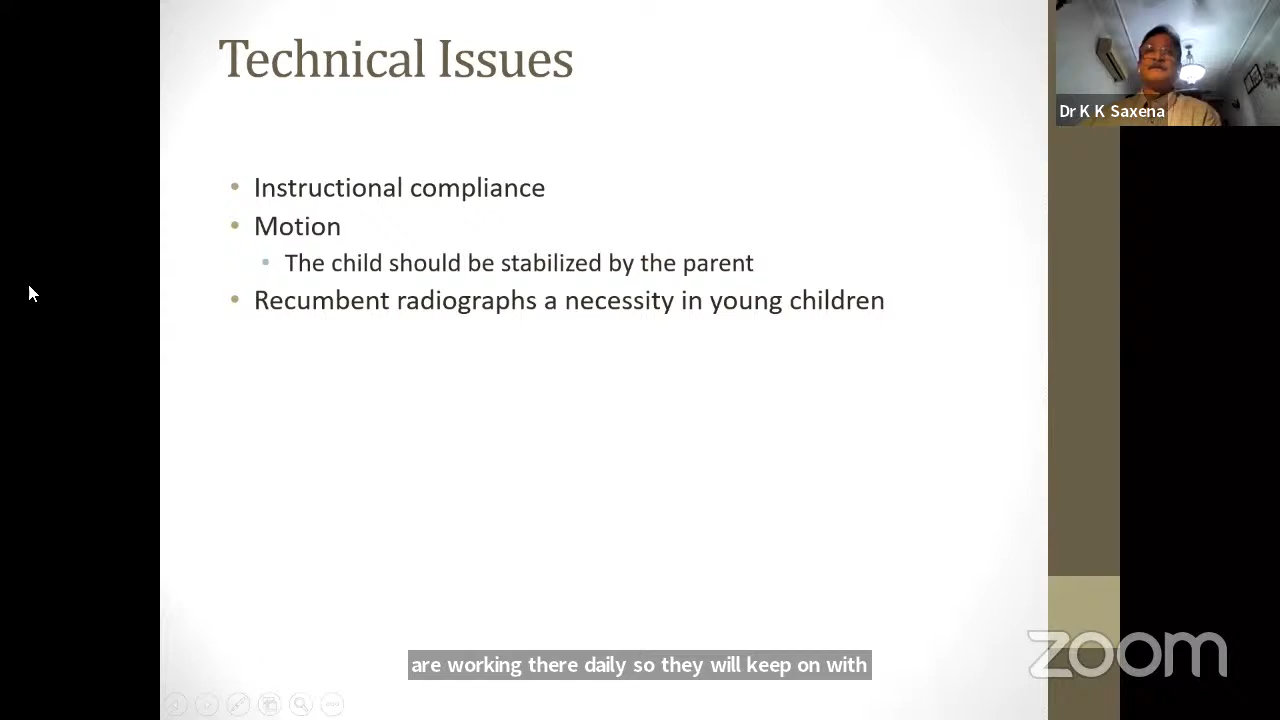 Technical Issues
Dr K K Saxena
• Instructional compliance
• Motion
• The child should be stabilized by the parent
• Recumbent radiographs a necessity in young children
are working there daily so they will keep on with
zoom